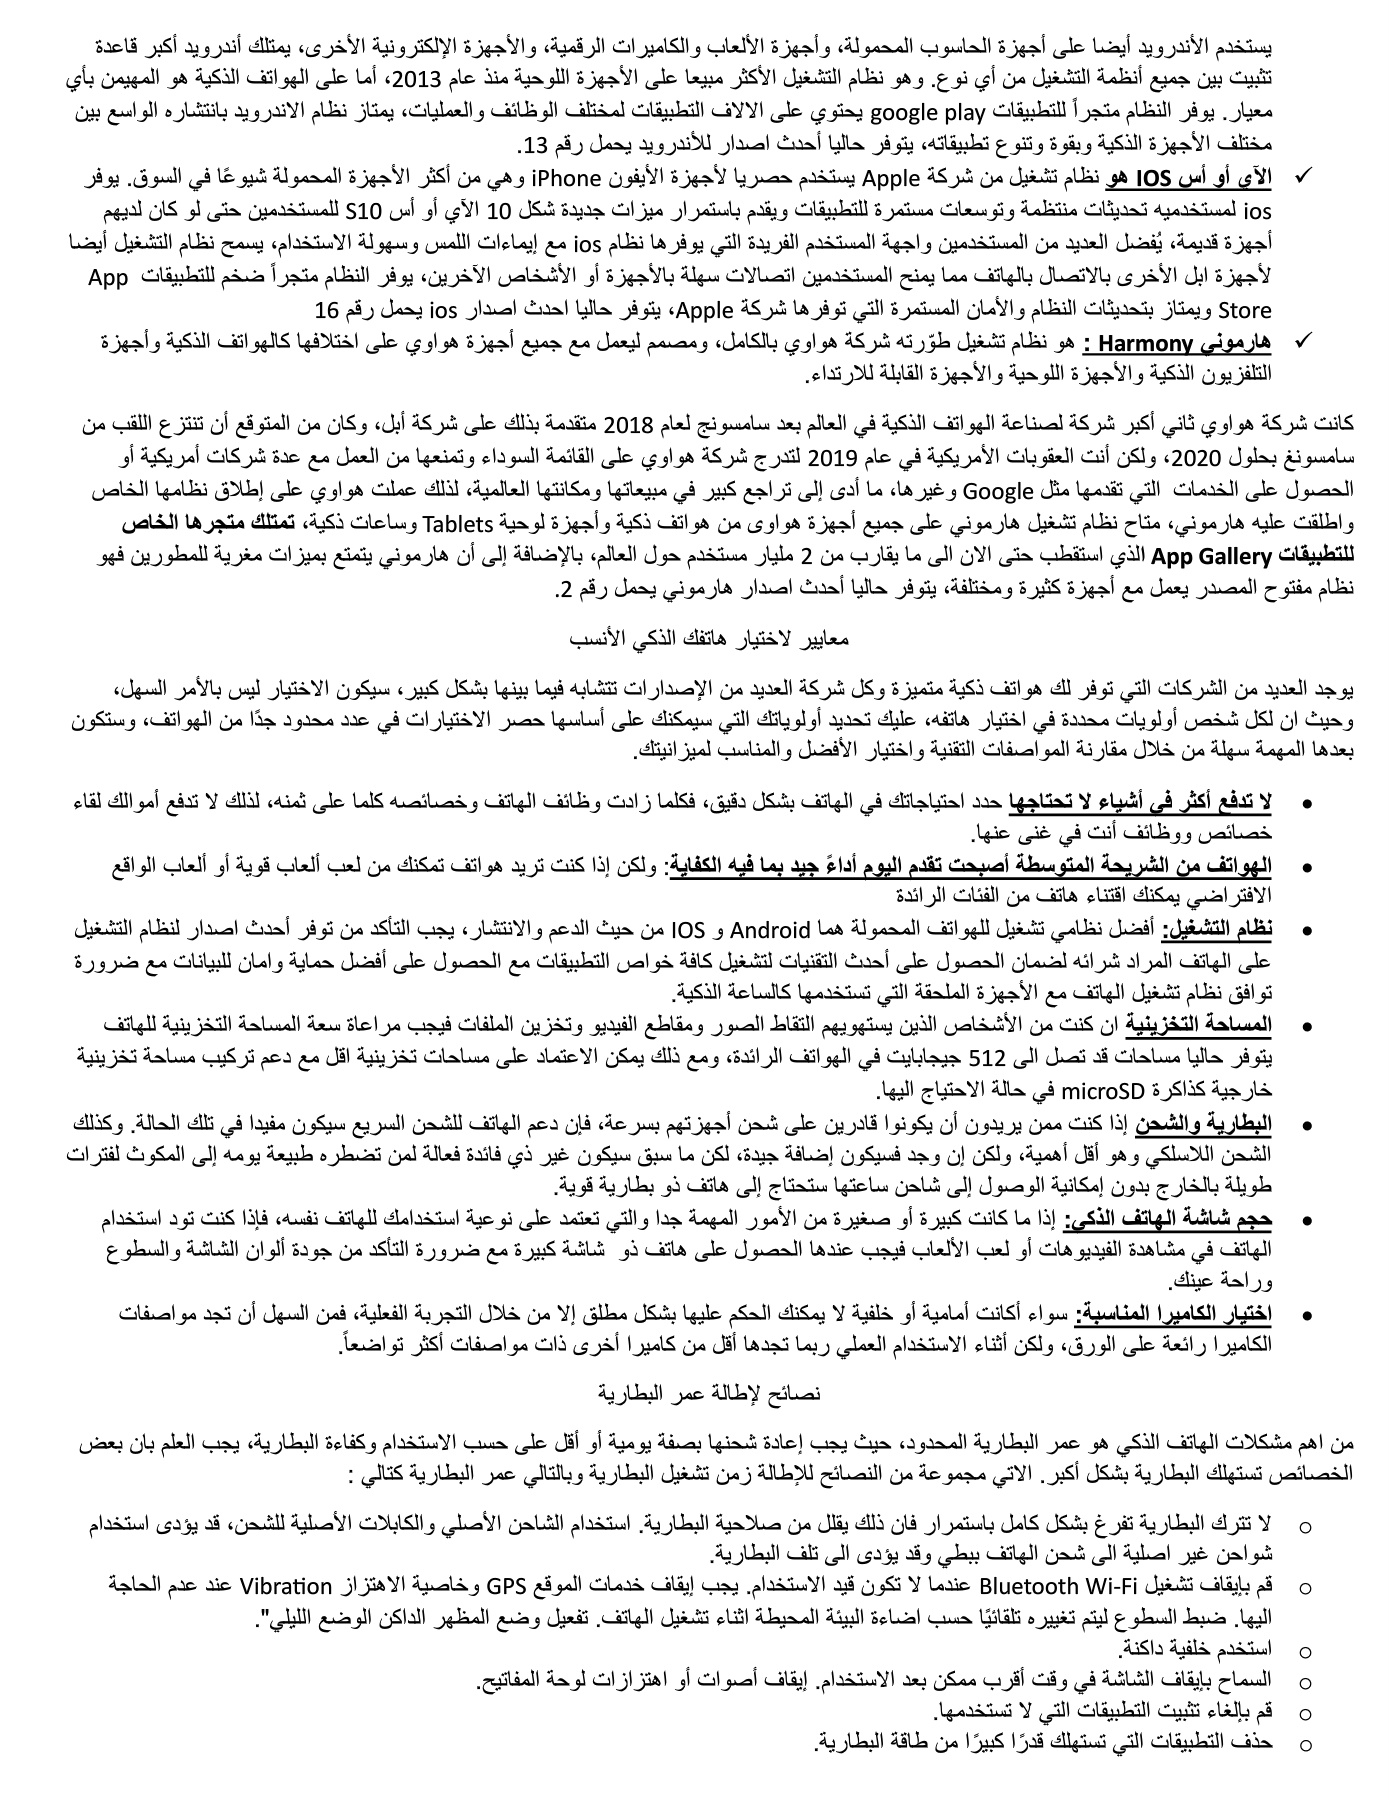 يستخدم الأندرويد أيضا على أجهزة الحاسوب المحمولة، وأجهزة الألعاب والكاميرات الرقمية، والأجهزة الإلكترونية الأخرى، يمتلك أندرويد أكبر قاعدة
تثبيت بين جميع أنظمة التشغيل من أي نوع. وهو نظام التشغيل الأكثر مبيعا على الأجهزة اللوحية منذ عام 2013، أما على الهواتف الذكية هو المهيمن بأي
معيار. يوفر النظام متجراً للتطبيقات google play يحتوي على الالاف التطبيقات لمختلف الوظائف والعمليات، يمتاز نظام الاندرويد بانتشاره الواسع بين
مختلف الأجهزة الذكية وبقوة وتنوع تطبيقاته، يتوفر حاليا أحدث اصدار للأندرويد يحمل رقم 13.
✓ الآي أو أس IOS هو نظام تشغيل من شركة Apple يستخدم حصريا لأجهزة الأيفون iPhone وهي من أكثر الأجهزة المحمولة شيوعًا في السوق. يوفر
ios لمستخدميه تحديثات منتظمة وتوسعات مستمرة للتطبيقات ويقدم باستمرار ميزات جديدة شكل 10 الآي أو أس S10 للمستخدمين حتى لو كان لديهم
أجهزة قديمة، يُفضل العديد من المستخدمين واجهة المستخدم الفريدة التي يوفرها نظام ios مع إيماءات اللمس وسهولة الاستخدام، يسمح نظام التشغيل أيضا
لأجهزة ابل الأخرى بالاتصال بالهاتف مما يمنح المستخدمين اتصالات سهلة بالأجهزة أو الأشخاص الآخرين، يوفر النظام متجراً ضخم للتطبيقات App
Store ويمتاز بتحديثات النظام والأمان المستمرة التي توفرها شركة Apple، يتوفر حاليا احدث اصدار ios يحمل رقم 16
✓ هارموني Harmony : هو نظام تشغيل طوّرته شركة هواوي بالكامل، ومصمم ليعمل مع جميع أجهزة هواوي على اختلافها كالهواتف الذكية وأجهزة
التلفزيون الذكية والأجهزة اللوحية والأجهزة القابلة للارتداء.
كانت شركة هواوي ثاني أكبر شركة لصناعة الهواتف الذكية في العالم بعد سامسونج لعام 2018 متقدمة بذلك على شركة أبل، وكان من المتوقع أن تنتزع اللقب من
سامسونغ بحلول 2020، ولكن أنت العقوبات الأمريكية في عام 2019 لتدرج شركة هواوي على القائمة السوداء وتمنعها من العمل مع عدة شركات أمريكية أو
الحصول على الخدمات التي تقدمها مثل Google وغيرها، ما أدى إلى تراجع كبير في مبيعاتها ومكانتها العالمية، لذلك عملت هواوي على إطلاق نظامها الخاص
واطلقت عليه هارموني، متاح نظام تشغيل هارموني على جميع أجهزة هواوى من هواتف ذكية وأجهزة لوحية Tablets وساعات ذكية، تمتلك متجرها الخاص
للتطبيقات App Gallery الذي استقطب حتى الان الى ما يقارب من 2 مليار مستخدم حول العالم، بالإضافة إلى أن هارموني يتمتع بميزات مغرية للمطورين فهو
نظام مفتوح المصدر يعمل مع أجهزة كثيرة ومختلفة، يتوفر حاليا أحدث اصدار هارموني يحمل رقم 2.
معايير لاختيار هاتفك الذكي الأنسب
يوجد العديد من الشركات التي توفر لك هواتف ذكية متميزة وكل شركة العديد من الإصدارات تتشابه فيما بينها بشكل كبير، سيكون الاختيار ليس بالأمر السهل،
وحيث ان لكل شخص أولويات محددة في اختيار هاتفه، عليك تحديد أولوياتك التي سيمكنك على أساسها حصر الاختيارات في عدد محدود جدًا من الهواتف، وستكون
بعدها المهمة سهلة من خلال مقارنة المواصفات التقنية واختيار الأفضل والمناسب لميزانيتك.
• لا تدفع أكثر في أشياء لا تحتاجها حدد احتياجاتك في الهاتف بشكل دقيق، فكلما زادت وظائف الهاتف وخصائصه كلما على ثمنه، لذلك لا تدفع أموالك لقاء
خصائص ووظائف أنت في غنى عنها.
• الهواتف من الشريحة المتوسطة أصبحت تقدم اليوم أداءً جيد بما فيه الكفاية: ولكن إذا كنت تريد هواتف تمكنك من لعب ألعاب قوية أو ألعاب الواقع
الافتراضي يمكنك اقتناء هاتف من الفئات الرائدة
• نظام التشغيل: أفضل نظامي تشغيل للهواتف المحمولة هما Android و IOS من حيث الدعم والانتشار، يجب التأكد من توفر أحدث اصدار لنظام التشغيل
على الهاتف المراد شرائه لضمان الحصول على أحدث التقنيات لتشغيل كافة خواص التطبيقات مع الحصول على أفضل حماية وامان للبيانات مع ضرورة
توافق نظام تشغيل الهاتف مع الأجهزة الملحقة التي تستخدمها كالساعة الذكية.
• المساحة التخزينية ان كنت من الأشخاص الذين يستهويهم التقاط الصور ومقاطع الفيديو وتخزين الملفات فيجب مراعاة سعة المساحة التخزينية للهاتف
يتوفر حاليا مساحات قد تصل الى 512 جيجابايت في الهواتف الرائدة، ومع ذلك يمكن الاعتماد على مساحات تخزينية اقل مع دعم تركيب مساحة تخزينية
خارجية كذاكرة microSD في حالة الاحتياج اليها.
• البطارية والشحن إذا كنت ممن يريدون أن يكونوا قادرين على شحن أجهزتهم بسرعة، فإن دعم الهاتف للشحن السريع سيكون مفيدا في تلك الحالة. وكذلك
الشحن اللاسلكي وهو أقل أهمية، ولكن إن وجد فسيكون إضافة جيدة، لكن ما سبق سيكون غير ذي فائدة فعالة لمن تضطره طبيعة يومه إلى المكوث لفترات
طويلة بالخارج بدون إمكانية الوصول إلى شاحن ساعتها ستحتاج إلى هاتف ذو بطارية قوية.
• حجم شاشة الهاتف الذكي: إذا ما كانت كبيرة أو صغيرة من الأمور المهمة جدا والتي تعتمد على نوعية استخدامك للهاتف نفسه، فإذا كنت تود استخدام
الهاتف في مشاهدة الفيديوهات أو لعب الألعاب فيجب عندها الحصول على هاتف ذو شاشة كبيرة مع ضرورة التأكد من جودة ألوان الشاشة والسطوع
وراحة عينك.
• اختيار الكاميرا المناسبة: سواء أكانت أمامية أو خلفية لا يمكنك الحكم عليها بشكل مطلق إلا من خلال التجربة الفعلية، فمن السهل أن تجد مواصفات
الكاميرا رائعة على الورق، ولكن أثناء الاستخدام العملي ربما تجدها أقل من كاميرا أخرى ذات مواصفات أكثر تواضعاً.
نصائح لإطالة عمر البطارية
من اهم مشكلات الهاتف الذكي هو عمر البطارية المحدود، حيث يجب إعادة شحنها بصفة يومية أو أقل على حسب الاستخدام وكفاءة البطارية، يجب العلم بان بعض
الخصائص تستهلك البطارية بشكل أكبر. الاتي مجموعة من النصائح للإطالة زمن تشغيل البطارية وبالتالي عمر البطارية كتالي :
○ لا تترك البطارية تفرغ بشكل كامل باستمرار فان ذلك يقلل من صلاحية البطارية. استخدام الشاحن الأصلي والكابلات الأصلية للشحن، قد يؤدى استخدام
شواحن غير اصلية الى شحن الهاتف ببطي وقد يؤدى الى تلف البطارية.
○ قم بإيقاف تشغيل Bluetooth Wi-Fi عندما لا تكون قيد الاستخدام. يجب إيقاف خدمات الموقع GPS وخاصية الاهتزاز Vibration عند عدم الحاجة
اليها. ضبط السطوع ليتم تغييره تلقائيًا حسب اضاءة البيئة المحيطة اثناء تشغيل الهاتف. تفعيل وضع المظهر الداكن الوضع الليلي".
○ استخدم خلفية داكنة.
○ السماح بإيقاف الشاشة في وقت أقرب ممكن بعد الاستخدام. إيقاف أصوات أو اهتزازات لوحة المفاتيح.
○ قم بإلغاء تثبيت التطبيقات التي لا تستخدمها.
○ حذف التطبيقات التي تستهلك قدرًا كبيرًا من طاقة البطارية.